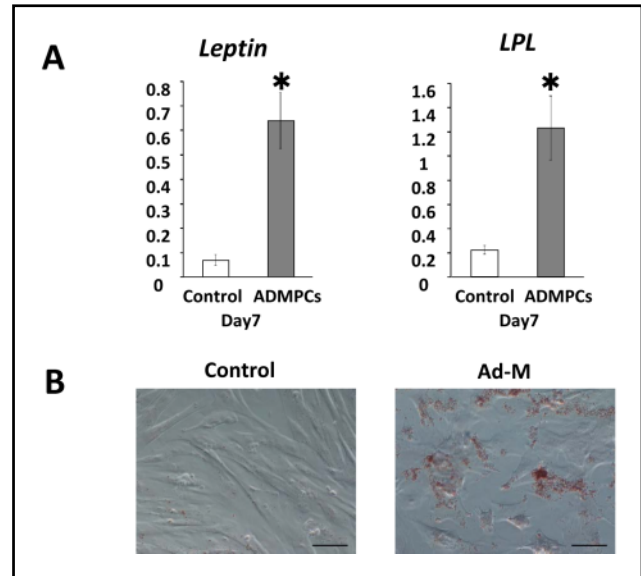 A
Leptin
✱
0.8
0.7
0.6
0.5
0.4
0.3
0.2
0.1
0
Control ADMPCs
Day7
LPL
✱
1.6
1.4
1.2
1
0.8
0.6
0.4
0.2
0
Control ADMPCs
Day7
B
Control
Ad-M